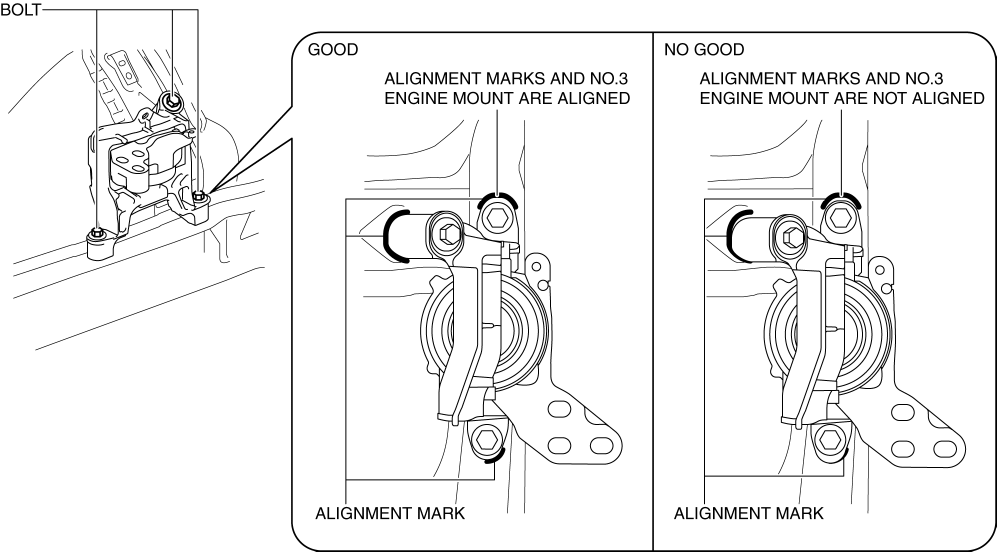 BOLT
GOOD
ALIGNMENT MARKS AND NO.3
ENGINE MOUNT ARE ALIGNED
ALIGNMENT MARK
NO GOOD
ALIGNMENT MARKS AND NO.3
ENGINE MOUNT ARE NOT ALIGNED
ALIGNMENT MARK